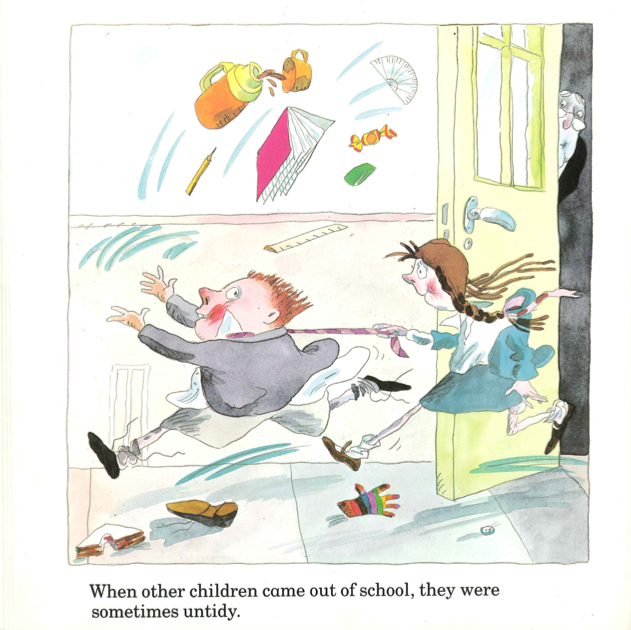 When other children came out of school, they were
sometimes untidy.